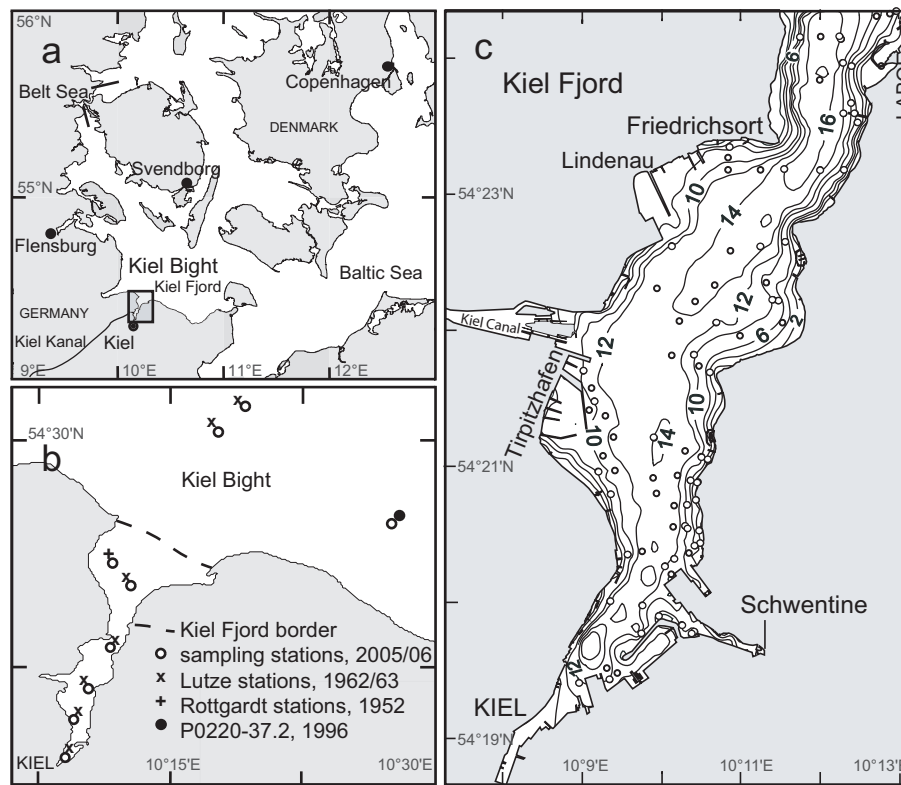 56°N
a
Belt Sea
Copenhagen
DENMARK
Svendborg
55°N
Flensburg
Kiel Bight
Kiel Fjord
Baltic Sea
GERMANY
Kiel Kanal
Kiel
9°E
10°E
11°E
12°E
54°30'N
b
Kiel Bight
Kiel Fjord border
sampling stations, 2005/06
Lutze stations, 1962/63
Rottgardt stations, 1952
P0220-37.2, 1996
KIEL
10°15'E
10°30'E
c
Kiel Fjord
6
16
Friedrichsort
Lindenau
10
54°23'N
14
12
6
2
Kiel Canal
12
Tirpitzhafen
10
10
14
54°21'N
Schwentine
12
KIEL
54°19'N
10°9'E
10°11'E
10°13'E